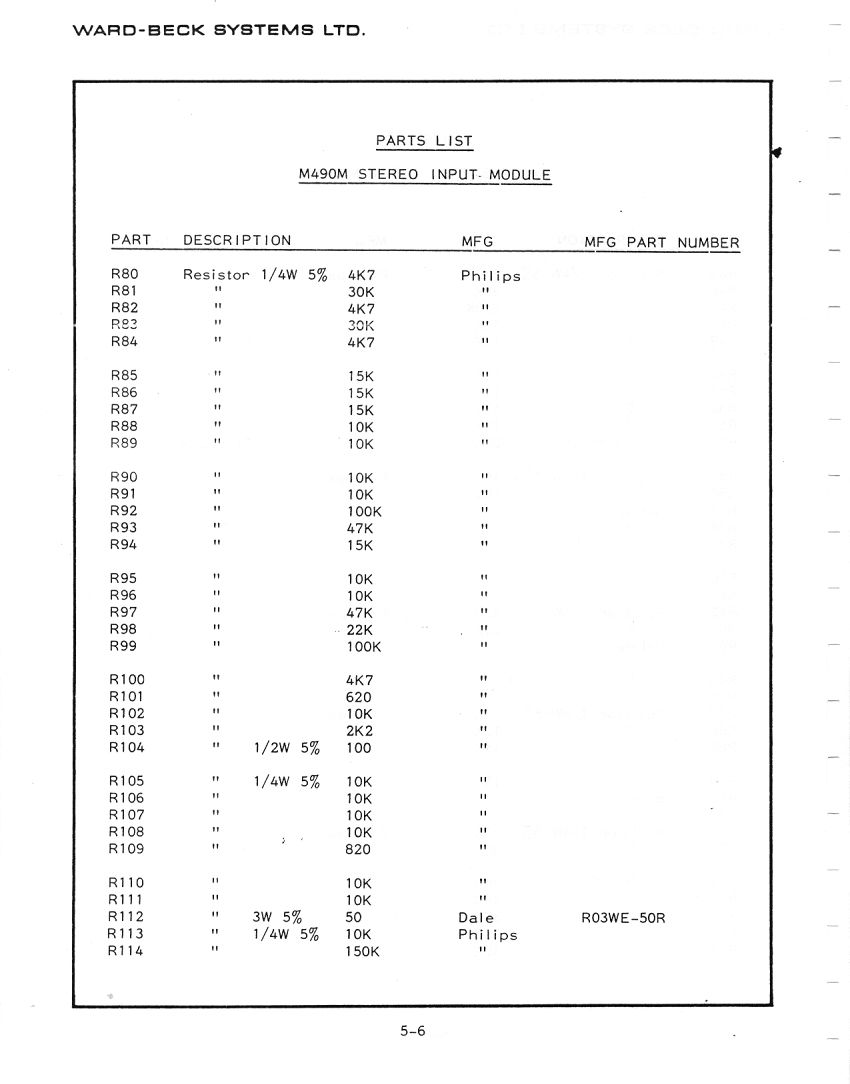 WARD-BECK SYSTEMS LTD.
PARTS LIST
M490M STEREO INPUT MODULE
PART DESCRIPTION MFG MFG PART NUMBER
R80 Resistor 1/4W 5% 4K7 Philips
R81 " 30K "
R82 " 4K7 "
R83 " 30K "
R84 " 4K7 "
R85 " 15K "
R86 " 15K "
R87 " 15K "
R88 " 10K "
R89 " 10K "
R90 " 10K "
R91 " 10K "
R92 " 100K "
R93 " 47K "
R94 " 15K "
R95 " 10K "
R96 " 10K "
R97 " 47K "
R98 " 22K "
R99 " 100K "
R100 " 4K7 "
R101 " 620 "
R102 " 10K "
R103 " 2K2 "
R104 " 1/2W 5% 100 "
R105 " 1/4W 5% 10K "
R106 " 10K "
R107 " 10K "
R108 " 10K "
R109 " 820 "
R110 " 10K "
R111 " 10K "
R112 " 3W 5% 50 Dale R03WE-50R
R113 " 1/4W 5% 10K Philips
R114 " 150K "
5-6